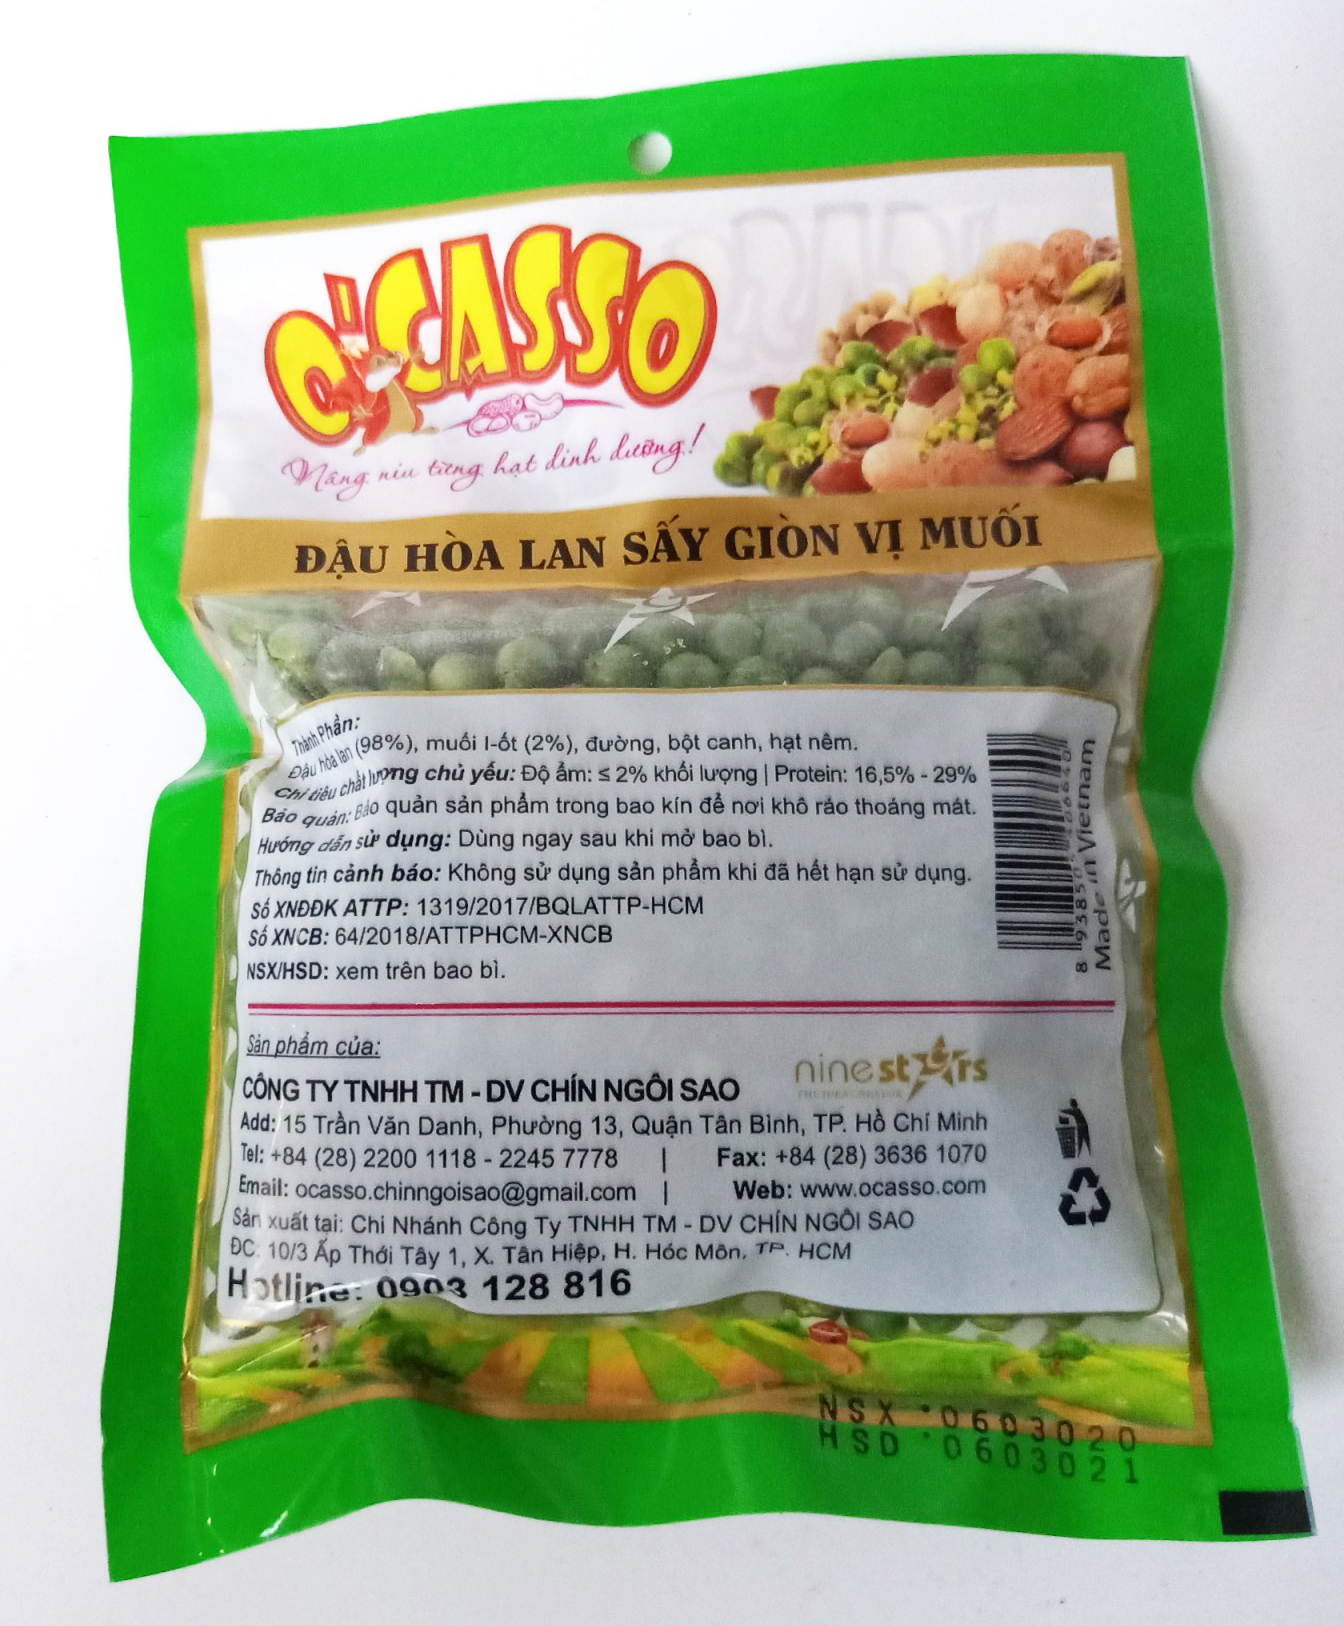 O'CASSO
Nâng niu từng hạt dinh dưỡng!
ĐẬU HÒA LAN SẤY GIÒN VỊ MUỐI
Thành Phần:
Đậu hòa lan (98%), muối I-ốt (2%), đường, bột canh, hạt nêm.
Chỉ tiêu chất lượng chủ yếu: Độ ẩm: ≤ 2% khối lượng | Protein: 16,5% - 29%
Bảo quản: Bảo quản sản phẩm trong bao kín để nơi khô ráo thoáng mát.
Hướng dẫn sử dụng: Dùng ngay sau khi mở bao bì.
Thông tin cảnh báo: Không sử dụng sản phẩm khi đã hết hạn sử dụng.
Số XNĐĐK ATTP: 1319/2017/BQLATTP-HCM
Số XNCB: 64/2018/ATTPHCM-XNCB
NSX/HSD: xem trên bao bì.
Made in Vietnam
Sản phẩm của:
ninestars
CÔNG TY TNHH TM - DV CHÍN NGÔI SAO
Add: 15 Trần Văn Danh, Phường 13, Quận Tân Bình, TP. Hồ Chí Minh
Tel: +84 (28) 2200 1118 - 2245 7778 | Fax: +84 (28) 3636 1070
Email: ocasso.chinngoisao@gmail.com | Web: www.ocasso.com
Sản xuất tại: Chi Nhánh Công Ty TNHH TM - DV CHÍN NGÔI SAO
ĐC: 10/3 Ấp Thới Tây 1, X. Tân Hiệp, H. Hóc Môn, TP. HCM
Hotline: 0903 128 816
NSX 060320
HSD 060321